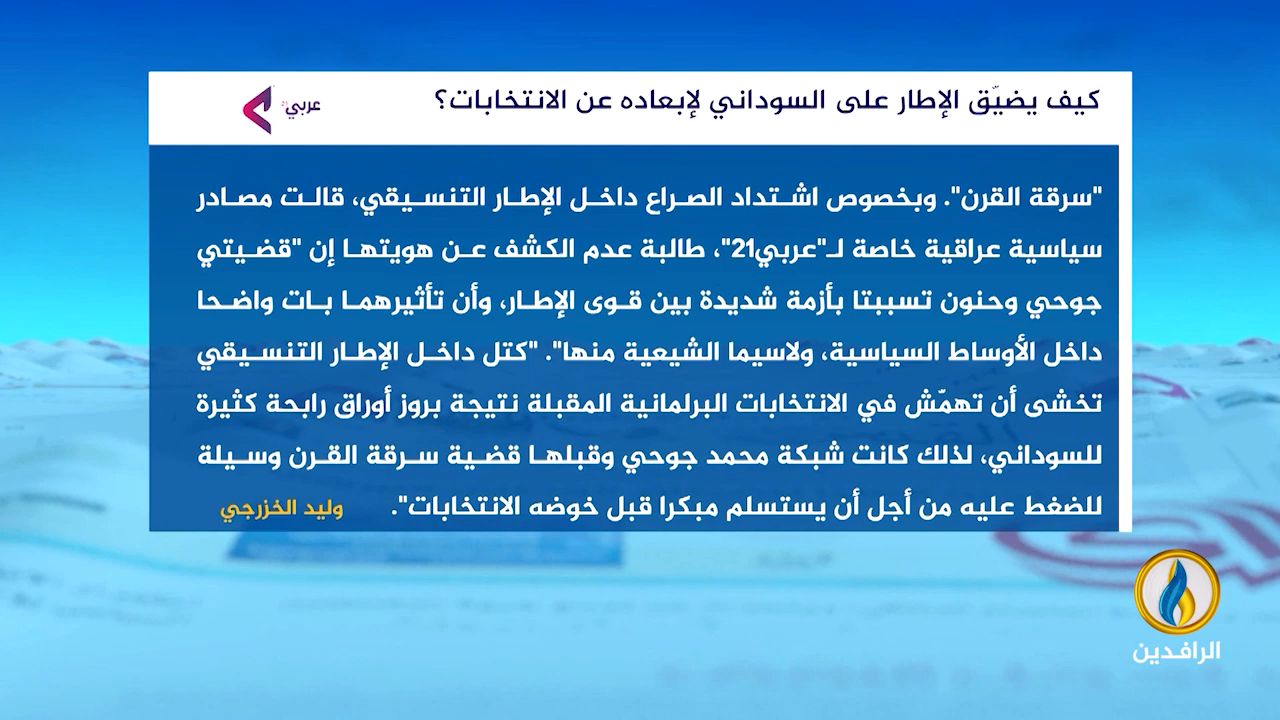 كيف يضيّق الإطار على السوداني لإبعاده عن الانتخابات؟
عربي21
"سرقة القرن". وبخصوص اشتداد الصراع داخل الإطار التنسيقي، قالت مصادر
سياسية عراقية خاصة لـ"عربي21"، طالبة عدم الكشف عن هويتها إن "قضيتي
جوحي وحنون تسببتا بأزمة شديدة بين قوى الإطار، وأن تأثيرهما بات واضحا
داخل الأوساط السياسية، ولاسيما الشيعية منها". "كتل داخل الإطار التنسيقي
تخشى أن تهمّش في الانتخابات البرلمانية المقبلة نتيجة بروز أوراق رابحة كثيرة
للسوداني، لذلك كانت شبكة محمد جوحي وقبلها قضية سرقة القرن وسيلة
للضغط عليه من أجل أن يستسلم مبكرا قبل خوضه الانتخابات".
وليد الخزرجي
الرافدين